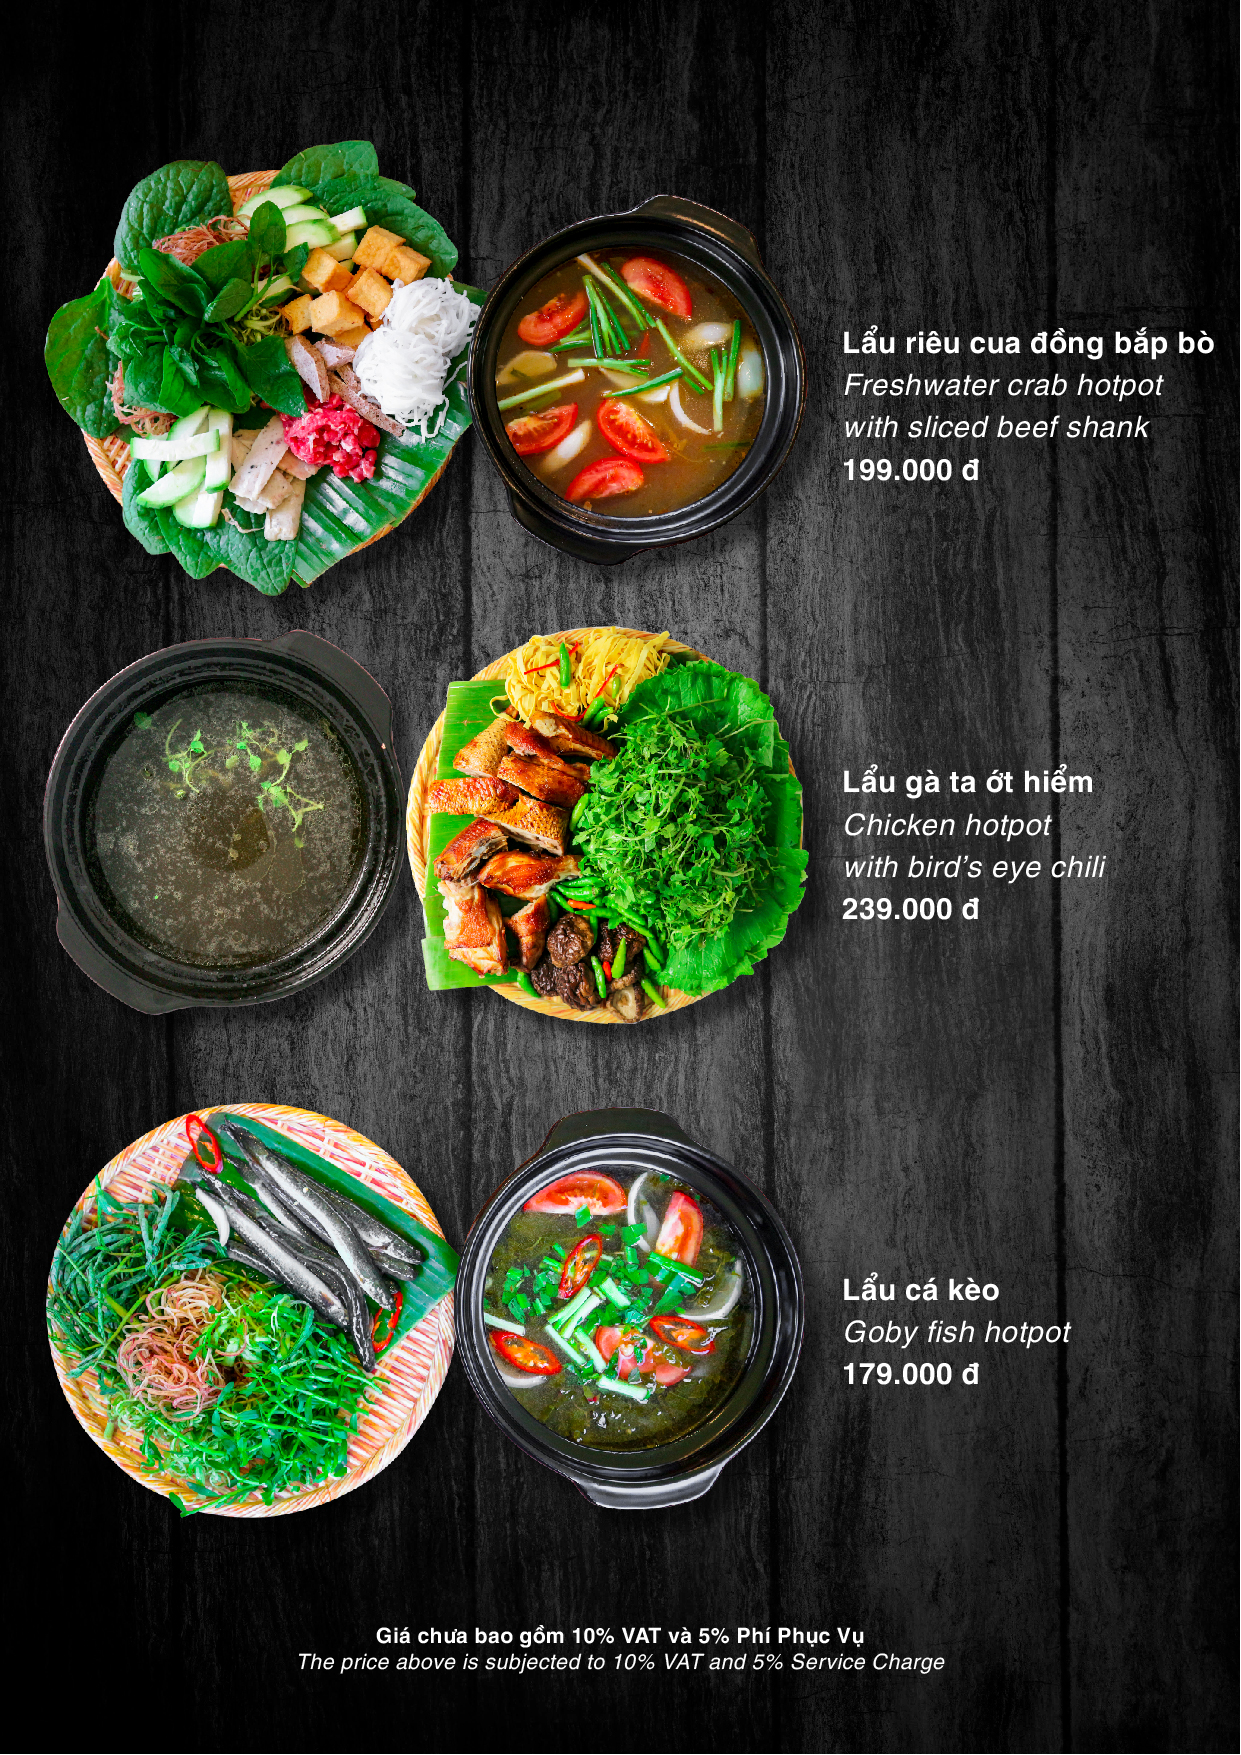 Lẩu riêu cua đồng bắp bò
Freshwater crab hotpot
with sliced beef shank
199.000 đ
Lẩu gà ta ớt hiểm
Chicken hotpot
with bird’s eye chili
239.000 đ
Lẩu cá kèo
Goby fish hotpot
179.000 đ
Giá chưa bao gồm 10% VAT và 5% Phí Phục Vụ
The price above is subjected to 10% VAT and 5% Service Charge